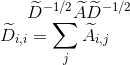 D̃^{-1/2} Ã D̃^{-1/2}
D̃_{i,i} = ∑_j Ã_{i,j}